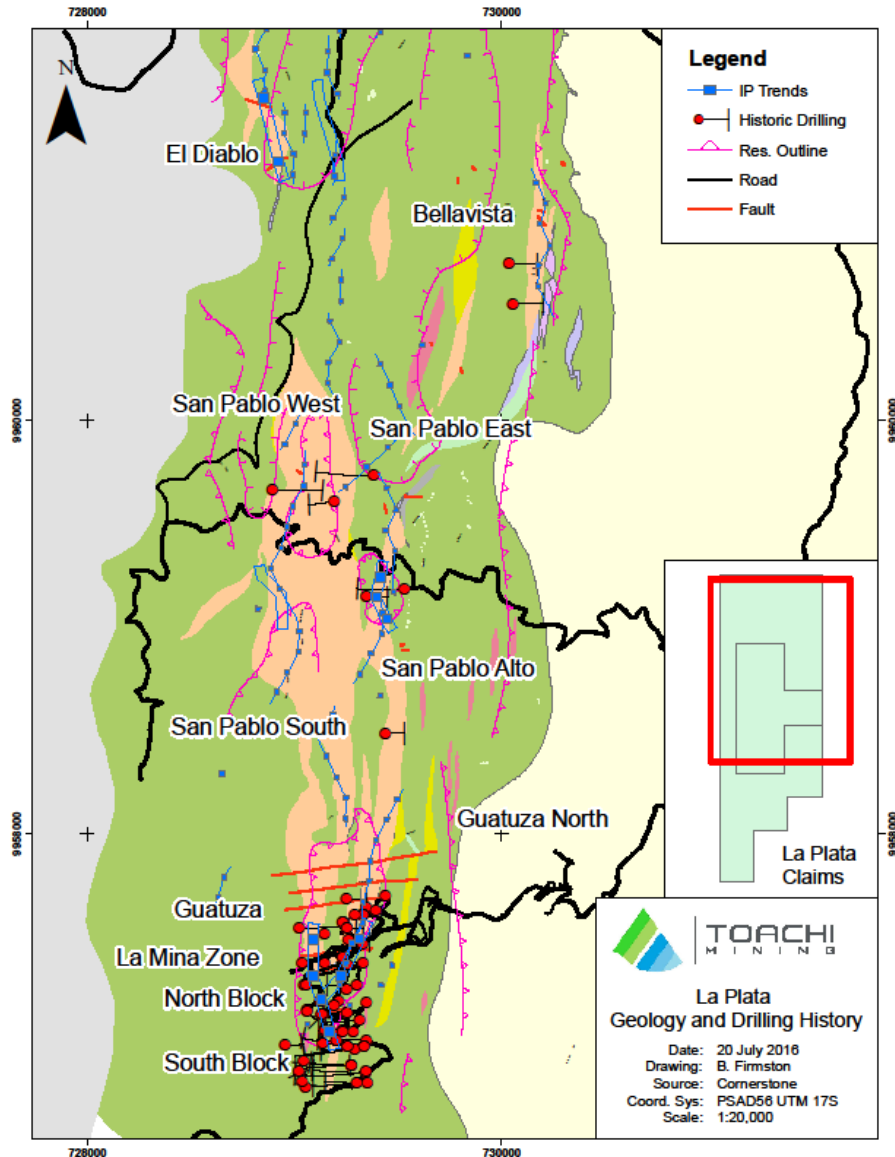 728000
730000
N
Legend
IP Trends
Historic Drilling
Res. Outline
Road
Fault
El Diablo
Bellavista
San Pablo West
San Pablo East
9960000
9960000
San Pablo Alto
San Pablo South
Guatuza North
9958000
9958000
Guatuza
La Mina Zone
North Block
South Block
La Plata
Claims
TOACHI
MINING
La Plata
Geology and Drilling History
Date: 20 July 2016
Drawing: B. Firmston
Source: Cornerstone
Coord. Sys: PSAD56 UTM 17S
Scale: 1:20,000
728000
730000